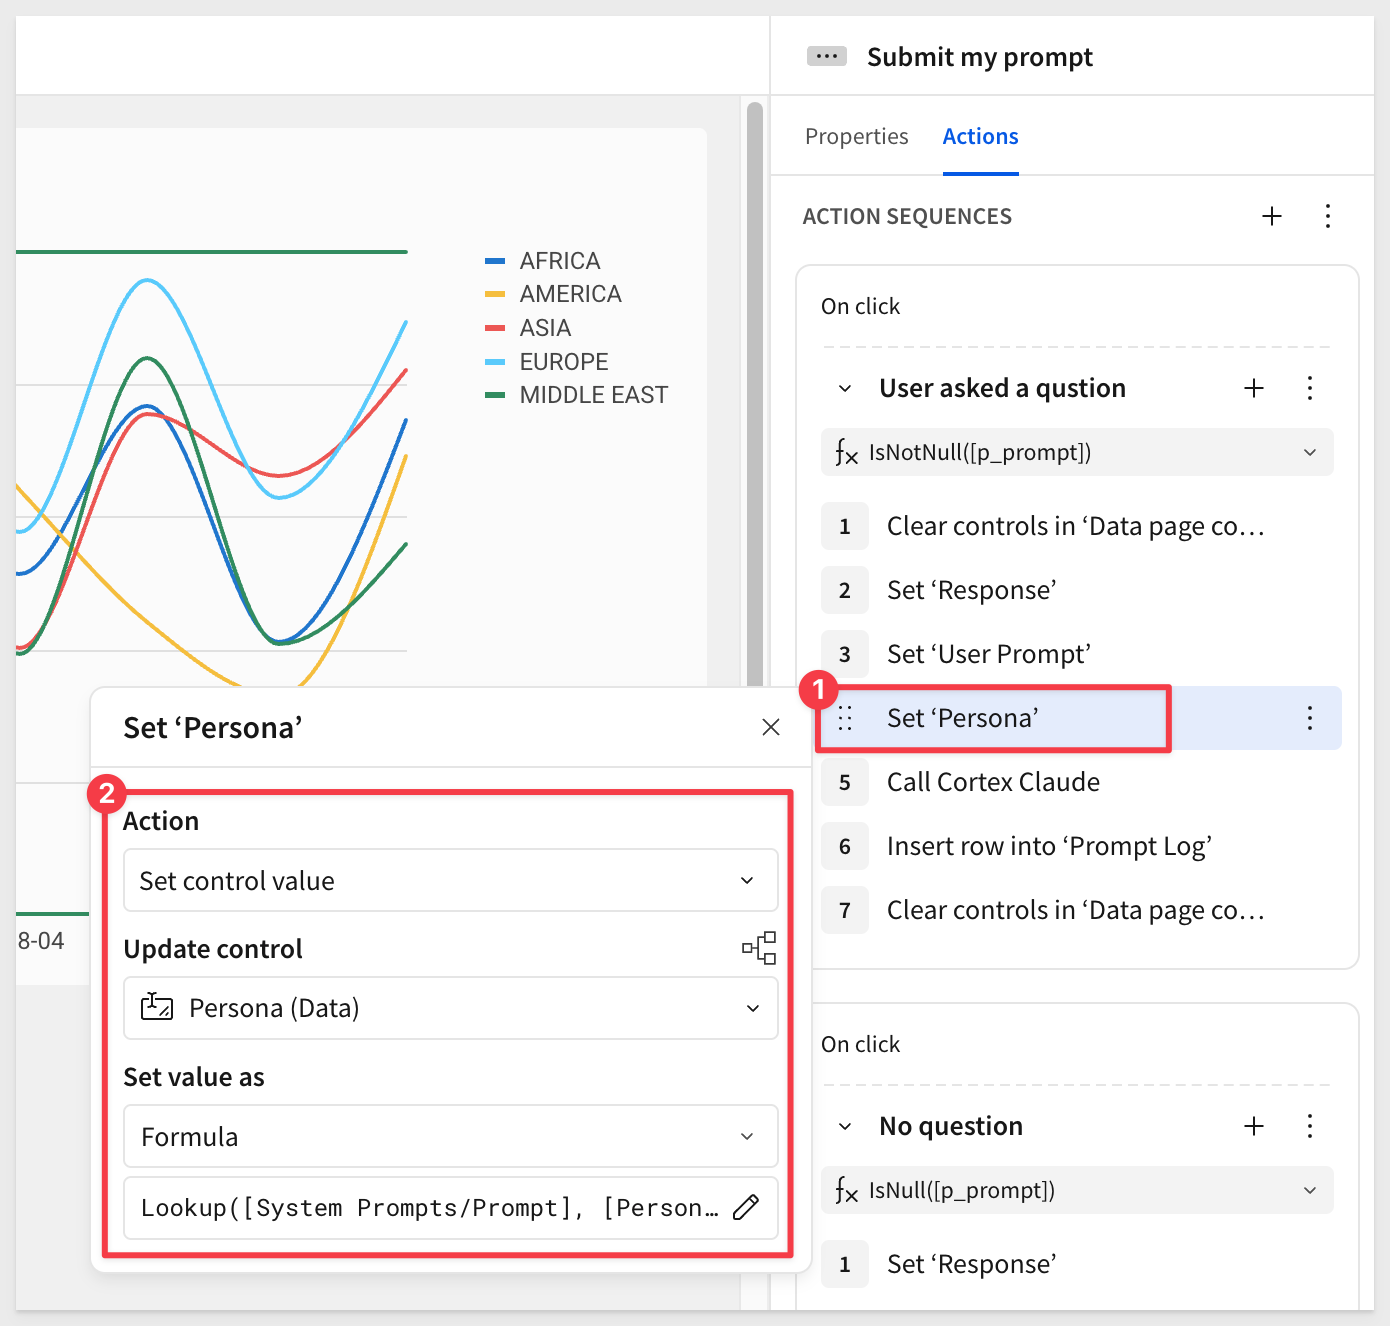 Submit my prompt
Properties
Actions
ACTION SEQUENCES
AFRICA
AMERICA
ASIA
EUROPE
MIDDLE EAST
8-04
On click
User asked a qustion
fx IsNotNull([p_prompt])
1 Clear controls in ‘Data page co…
2 Set ‘Response’
3 Set ‘User Prompt’
1
Set ‘Persona’
5 Call Cortex Claude
6 Insert row into ‘Prompt Log’
7 Clear controls in ‘Data page co…
On click
No question
fx IsNull([p_prompt])
1 Set ‘Response’
Set ‘Persona’
2
Action
Set control value
Update control
Persona (Data)
Set value as
Formula
Lookup([System Prompts/Prompt], [Person…